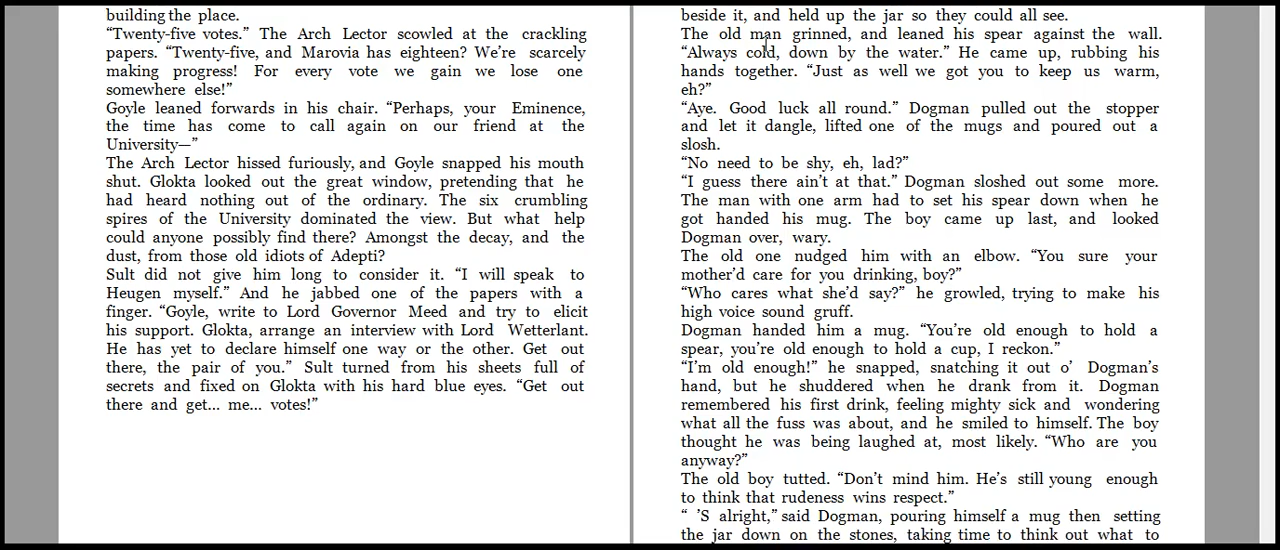 building the place.
“Twenty-five votes.” The Arch Lector scowled at the crackling
papers. “Twenty-five, and Marovia has eighteen? We’re scarcely
making progress! For every vote we gain we lose one
somewhere else!”
Goyle leaned forwards in his chair. “Perhaps, your Eminence,
the time has come to call again on our friend at the
University—”
The Arch Lector hissed furiously, and Goyle snapped his mouth
shut. Glokta looked out the great window, pretending that he
had heard nothing out of the ordinary. The six crumbling
spires of the University dominated the view. But what help
could anyone possibly find there? Amongst the decay, and the
dust, from those old idiots of Adepti?
Sult did not give him long to consider it. “I will speak to
Heugen myself.” And he jabbed one of the papers with a
finger. “Goyle, write to Lord Governor Meed and try to elicit
his support. Glokta, arrange an interview with Lord Wetterlant.
He has yet to declare himself one way or the other. Get out
there, the pair of you.” Sult turned from his sheets full of
secrets and fixed on Glokta with his hard blue eyes. “Get out
there and get… me… votes!”
beside it, and held up the jar so they could all see.
The old man grinned, and leaned his spear against the wall.
“Always cold, down by the water.” He came up, rubbing his
hands together. “Just as well we got you to keep us warm,
eh?”
“Aye. Good luck all round.” Dogman pulled out the stopper
and let it dangle, lifted one of the mugs and poured out a
slosh.
“No need to be shy, eh, lad?”
“I guess there ain’t at that.” Dogman sloshed out some more.
The man with one arm had to set his spear down when he
got handed his mug. The boy came up last, and looked
Dogman over, wary.
The old one nudged him with an elbow. “You sure your
mother’d care for you drinking, boy?”
“Who cares what she’d say?” he growled, trying to make his
high voice sound gruff.
Dogman handed him a mug. “You’re old enough to hold a
spear, you’re old enough to hold a cup, I reckon.”
“I’m old enough!” he snapped, snatching it out o’ Dogman’s
hand, but he shuddered when he drank from it. Dogman
remembered his first drink, feeling mighty sick and wondering
what all the fuss was about, and he smiled to himself. The boy
thought he was being laughed at, most likely. “Who are you
anyway?”
The old boy tutted. “Don’t mind him. He’s still young enough
to think that rudeness wins respect.”
“ ’S alright,” said Dogman, pouring himself a mug then setting
the jar down on the stones, taking time to think out what to